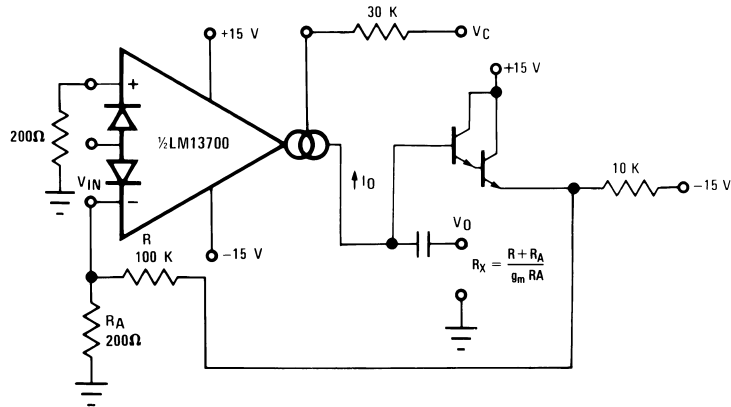 30 K
+15 V
V_C
+15 V
+
200Ω
½LM13700
V_IN
−
I_O
10 K
−15 V
V_O
R
100 K
−15 V
R_X = R + R_A / g_m RA
R_A
200Ω